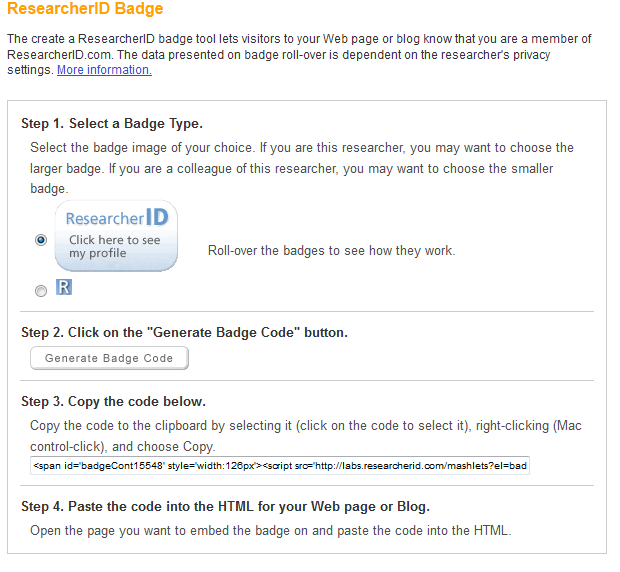 ResearcherID Badge
The create a ResearcherID badge tool lets visitors to your Web page or blog know that you are a member of
ResearcherID.com. The data presented on badge roll-over is dependent on the researcher's privacy
settings. More information.
Step 1. Select a Badge Type.
Select the badge image of your choice. If you are this researcher, you may want to choose the
larger badge. If you are a colleague of this researcher, you may want to choose the smaller
badge.
ResearcherID
Click here to see
my profile
Roll-over the badges to see how they work.
R
Step 2. Click on the "Generate Badge Code" button.
Generate Badge Code
Step 3. Copy the code below.
Copy the code to the clipboard by selecting it (click on the code to select it), right-clicking (Mac
control-click), and choose Copy.
<span id='badgeCont15548' style='width:126px'><script src='http://labs.researcherid.com/mashlets?el=bad
Step 4. Paste the code into the HTML for your Web page or Blog.
Open the page you want to embed the badge on and paste the code into the HTML.